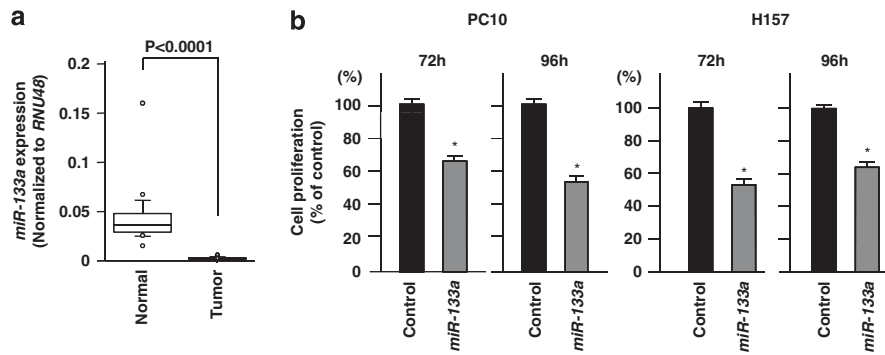 a
P<0.0001
miR-133a expression
(Normalized to RNU48)
0.2
0.15
0.1
0.05
0
Normal
Tumor
b
PC10
H157
72h
96h
72h
96h
(%)
(%)
Cell proliferation
(% of control)
100
80
60
40
20
0
*
*
100
80
60
40
20
0
*
*
Control
miR-133a
Control
miR-133a
Control
miR-133a
Control
miR-133a